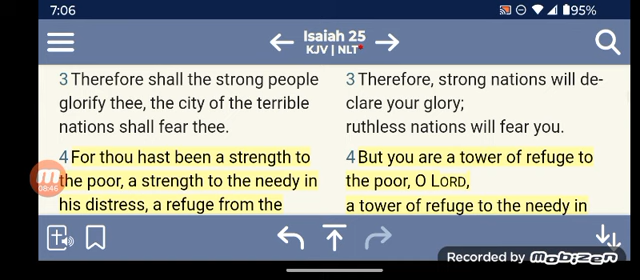 7:06
95%
Isaiah 25
KJV | NLT
3 Therefore shall the strong people
glorify thee, the city of the terrible
nations shall fear thee.
4 For thou hast been a strength to
the poor, a strength to the needy in
his distress, a refuge from the
3 Therefore, strong nations will de-
clare your glory;
ruthless nations will fear you.
4 But you are a tower of refuge to
the poor, O LORD,
a tower of refuge to the needy in
08:46
Recorded by Mobizen